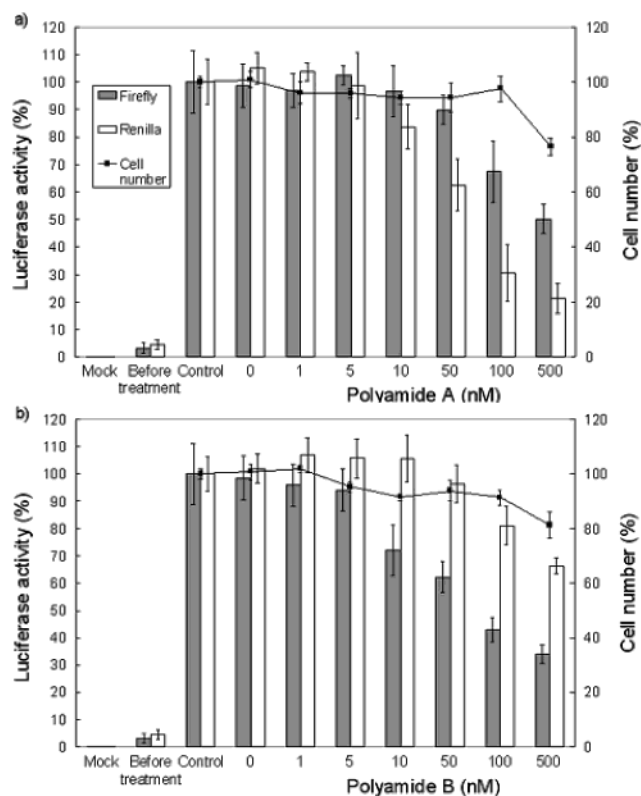 a)
120
110
100
90
80
70
60
50
40
30
20
10
0
Luciferase activity (%)
Firefly
Renilla
Cell
number
120
100
80
60
40
20
0
Cell number (%)
Mock Before Control 0 1 5 10 50 100 500
treatment
Polyamide A (nM)
b)
120
110
100
90
80
70
60
50
40
30
20
10
0
Luciferase activity (%)
120
100
80
60
40
20
0
Cell number (%)
Mock Before Control 0 1 5 10 50 100 500
treatment
Polyamide B (nM)